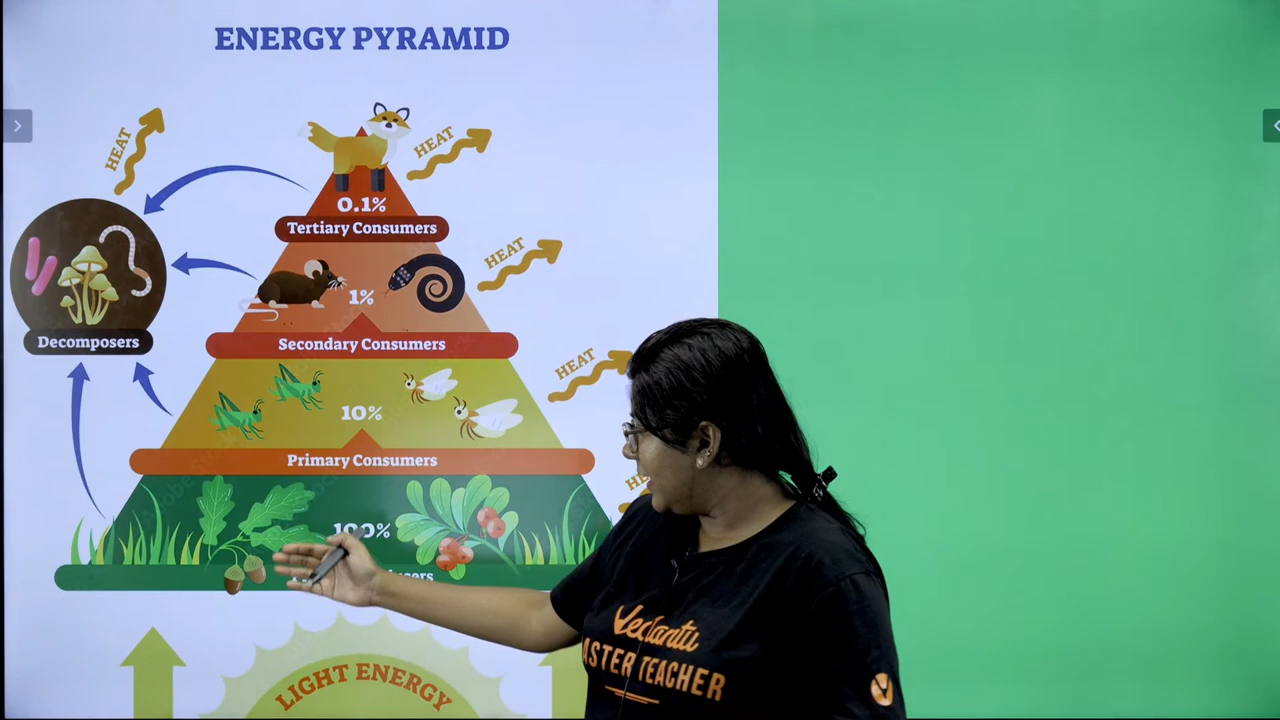 ENERGY PYRAMID
HEAT
HEAT
0.1%
Tertiary Consumers
HEAT
1%
Decomposers
Secondary Consumers
HEAT
10%
Primary Consumers
100%
LIGHT ENERGY
Vedantu
ASTER TEACHER